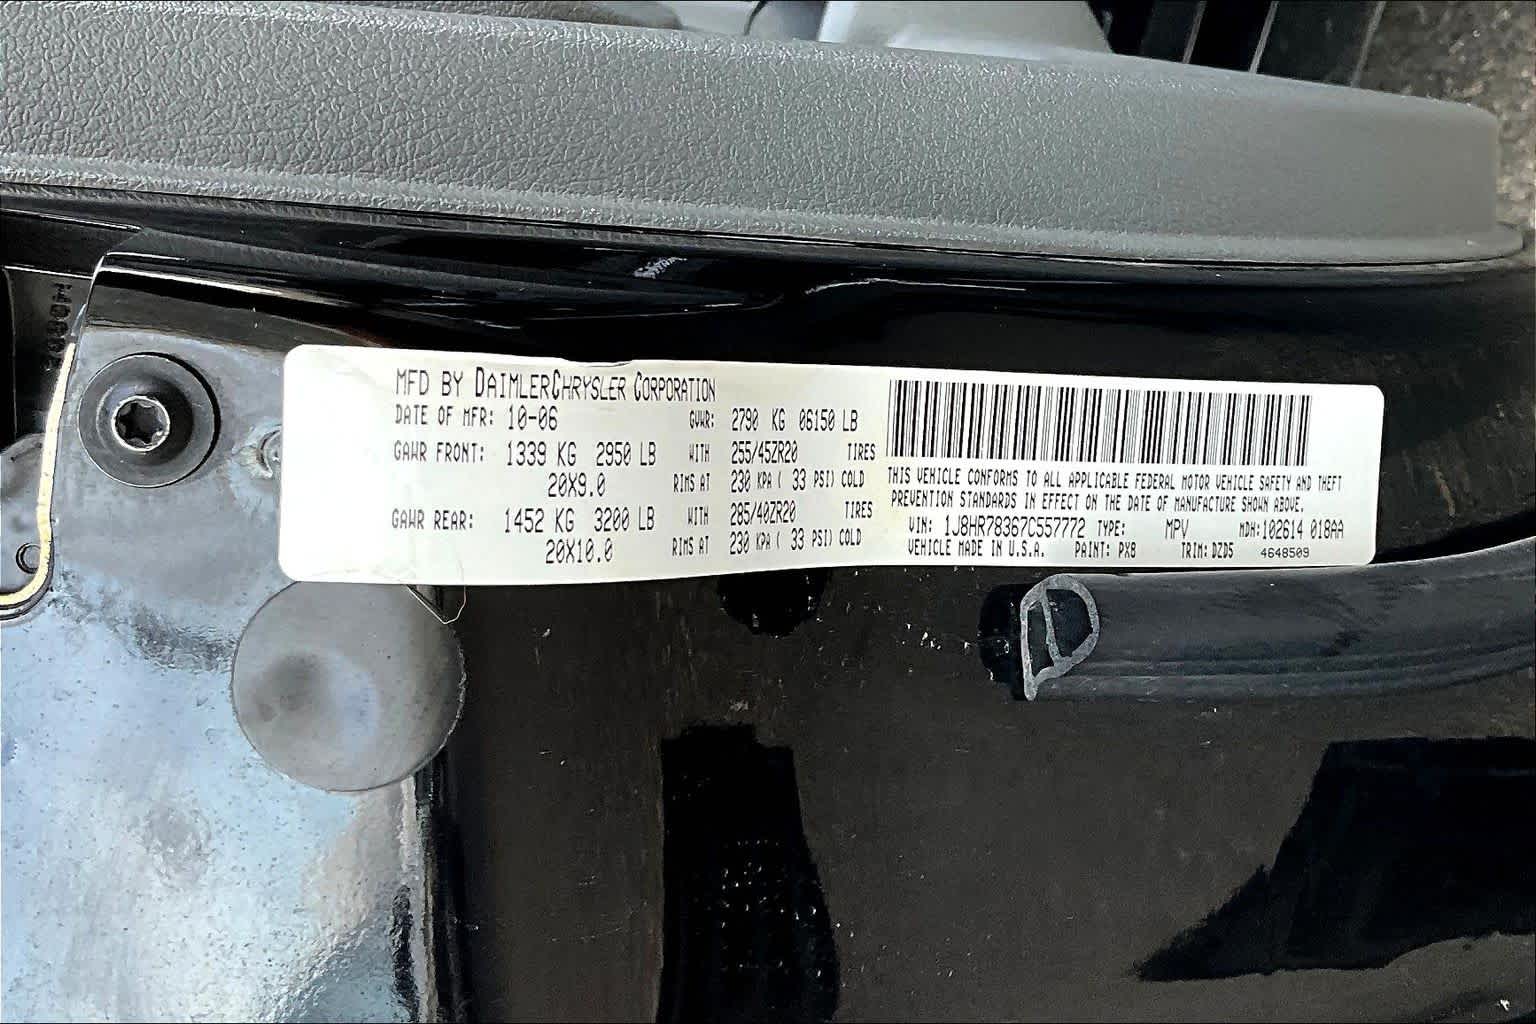 MFD BY DAIMLERCHRYSLER CORPORATION
DATE OF MFR: 10-06 GVWR: 2790 KG 06150 LB
GAWR FRONT: 1339 KG 2950 LB WITH 255/45ZR20 TIRES
20X9.0 RIMS AT 230 KPA ( 33 PSI) COLD
GAWR REAR: 1452 KG 3200 LB WITH 285/40ZR20 TIRES
20X10.0 RIMS AT 230 KPA ( 33 PSI) COLD
THIS VEHICLE CONFORMS TO ALL APPLICABLE FEDERAL MOTOR VEHICLE SAFETY AND THEFT
PREVENTION STANDARDS IN EFFECT ON THE DATE OF MANUFACTURE SHOWN ABOVE.
VIN: 1J8HR78367C557772 TYPE: MPV MDH:102614 018AA
VEHICLE MADE IN U.S.A. PAINT: PX8 TRIM: DZD5 4648509